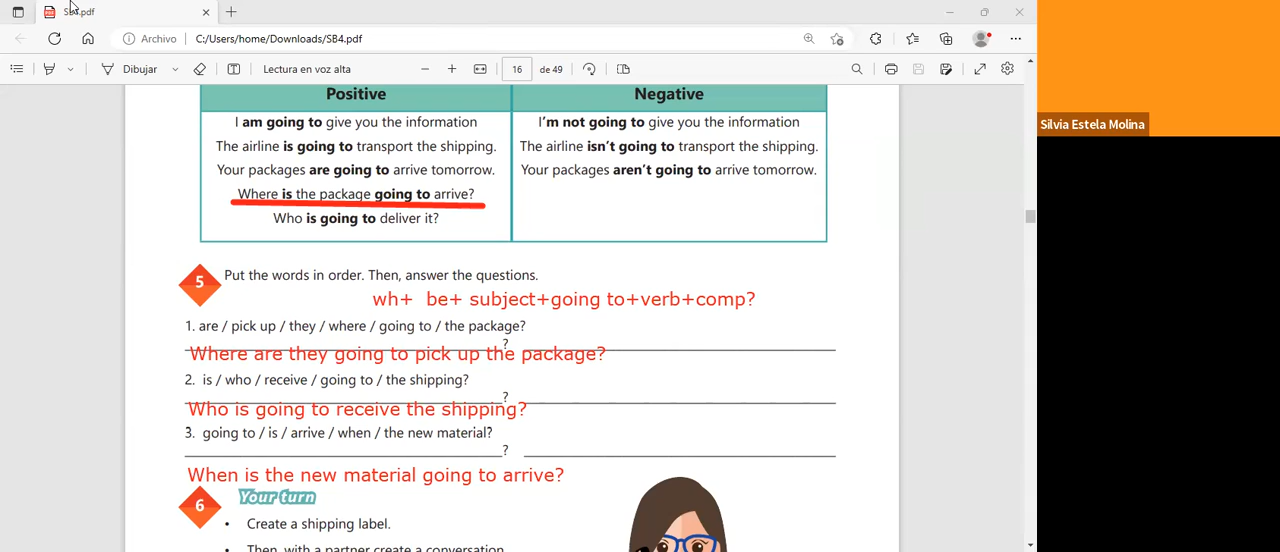 SB4.pdf
Archivo C:/Users/home/Downloads/SB4.pdf
Dibujar Lectura en voz alta 16 de 49
Silvia Estela Molina
Positive Negative
I am going to give you the information
The airline is going to transport the shipping.
Your packages are going to arrive tomorrow.
Where is the package going to arrive?
Who is going to deliver it?
I'm not going to give you the information
The airline isn't going to transport the shipping.
Your packages aren't going to arrive tomorrow.
5 Put the words in order. Then, answer the questions.
wh+ be+ subject+going to+verb+comp?
1. are / pick up / they / where / going to / the package?
?
Where are they going to pick up the package?
2. is / who / receive / going to / the shipping?
?
Who is going to receive the shipping?
3. going to / is / arrive / when / the new material?
?
When is the new material going to arrive?
6 Your turn
• Create a shipping label.
• Then, with a partner create a conversation